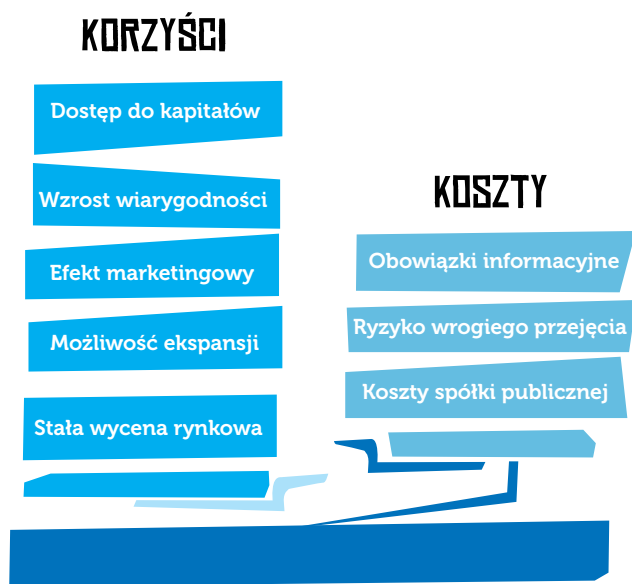 KORZYŚCI
Dostęp do kapitałów
Wzrost wiarygodności
Efekt marketingowy
Możliwość ekspansji
Stała wycena rynkowa
KOSZTY
Obowiązki informacyjne
Ryzyko wrogiego przejęcia
Koszty spółki publicznej